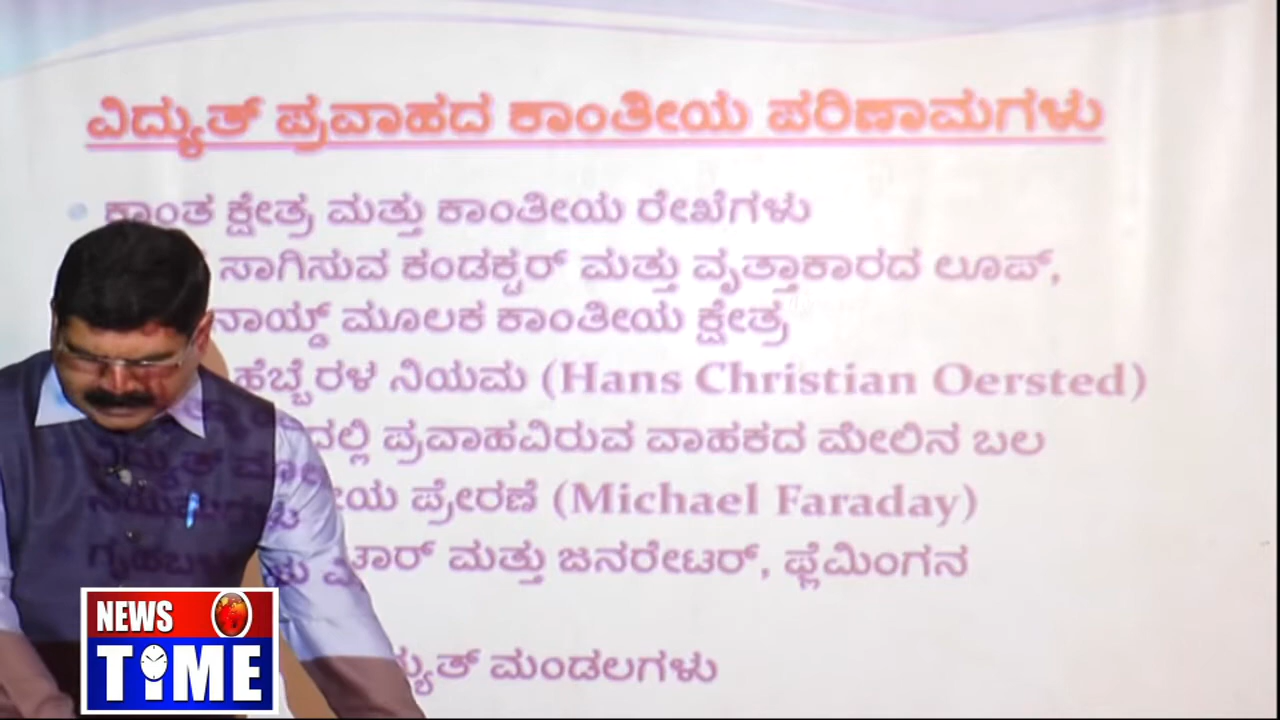 ವಿದ್ಯುತ್ ಪ್ರವಾಹದ ಕಾಂತೀಯ ಪರಿಣಾಮಗಳು
• ಕಾಂತ ಕ್ಷೇತ್ರ ಮತ್ತು ಕಾಂತೀಯ ರೇಖೆಗಳು
ಸಾಗಿಸುವ ಕಂಡಕ್ಟರ್ ಮತ್ತು ವೃತ್ತಾಕಾರದ ಲೂಪ್,
ನಾಯ್ಡ್ ಮೂಲಕ ಕಾಂತೀಯ ಕ್ಷೇತ್ರ
ಹೆಬ್ಬೆರಳ ನಿಯಮ (Hans Christian Oersted)
ದಲ್ಲಿ ಪ್ರವಾಹವಿರುವ ವಾಹಕದ ಮೇಲಿನ ಬಲ
ವಿದ್ಯುತ್
ೀಯ ಪ್ರೇರಣೆ (Michael Faraday)
ಟಾರ್ ಮತ್ತು ಜನರೇಟರ್, ಫ್ಲೆಮಿಂಗನ
ದ್ಯುತ್ ಮಂಡಲಗಳು
NEWS
TIME